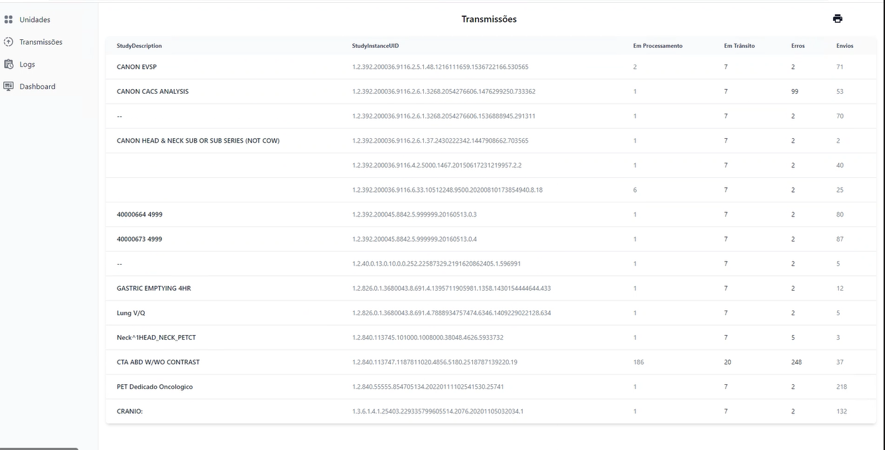 Transmissões
Unidades
Transmissões
Logs
Dashboard
StudyDescription StudyInstanceUID Em Processamento Em Trânsito Erros Envios
CANON EVSP 1.2.392.200036.9116.2.5.1.48.1216111659.1536722166.530565 2 7 2 71
CANON CACS ANALYSIS 1.2.392.200036.9116.2.6.1.3268.2054276606.1476299250.733362 1 7 99 53
-- 1.2.392.200036.9116.2.6.1.3268.2054276606.1536888945.291311 1 7 2 70
CANON HEAD & NECK SUB OR SUB SERIES (NOT COW) 1.2.392.200036.9116.2.6.1.37.2430222342.1447908662.703565 1 7 2 2
1.2.392.200036.9116.4.2.5000.1467.20150617231219957.2.2 1 7 2 40
1.2.392.200036.9116.6.33.10512248.9500.20200810173854940.8.18 6 7 2 25
40000664 4999 1.2.392.200045.8842.5.999999.20160513.0.3 1 7 2 80
40000673 4999 1.2.392.200045.8842.5.999999.20160513.0.4 1 7 2 87
-- 1.2.40.0.13.0.10.0.0.252.22587329.2191620862405.1.596991 1 7 2 5
GASTRIC EMPTYING 4HR 1.2.826.0.1.3680043.8.691.4.1395711905981.1358.1430154444644.433 1 7 2 12
Lung V/Q 1.2.826.0.1.3680043.8.691.4.7888934757474.6346.1409229022128.634 1 7 2 5
Neck^1HEAD_NECK_PETCT 1.2.840.113745.101000.1008000.38048.4626.5933732 1 7 5 3
CTA ABD W/WO CONTRAST 1.2.840.113747.1187811020.4856.5180.2518787139220.19 186 20 248 37
PET Dedicado Oncologico 1.2.840.55555.854705134.20220111102541530.25741 1 7 2 218
CRANIO: 1.3.6.1.4.1.25403.229335799605514.2076.20201105032034.1 1 7 2 132